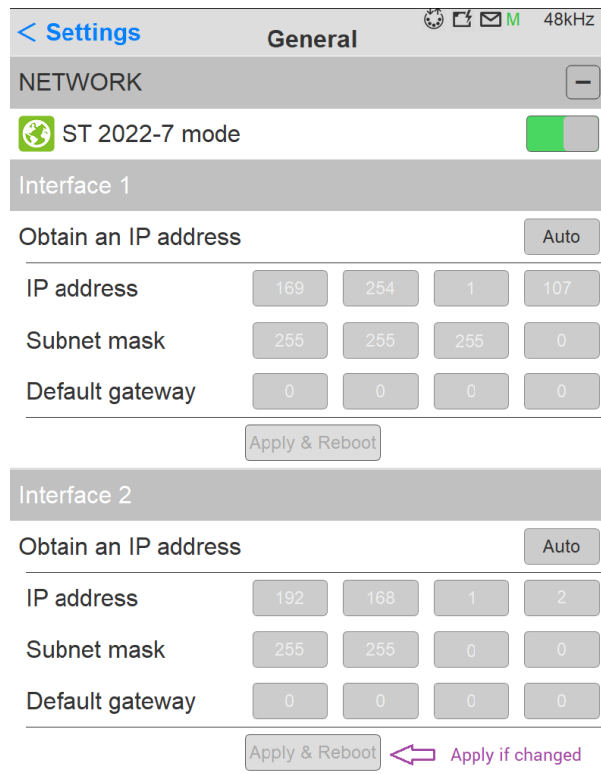 < Settings
General
M 48kHz
NETWORK
ST 2022-7 mode
Interface 1
Obtain an IP address Auto
IP address 169 254 1 107
Subnet mask 255 255 255 0
Default gateway 0 0 0 0
Apply & Reboot
Interface 2
Obtain an IP address Auto
IP address 192 168 1 2
Subnet mask 255 255 0 0
Default gateway 0 0 0 0
Apply & Reboot Apply if changed